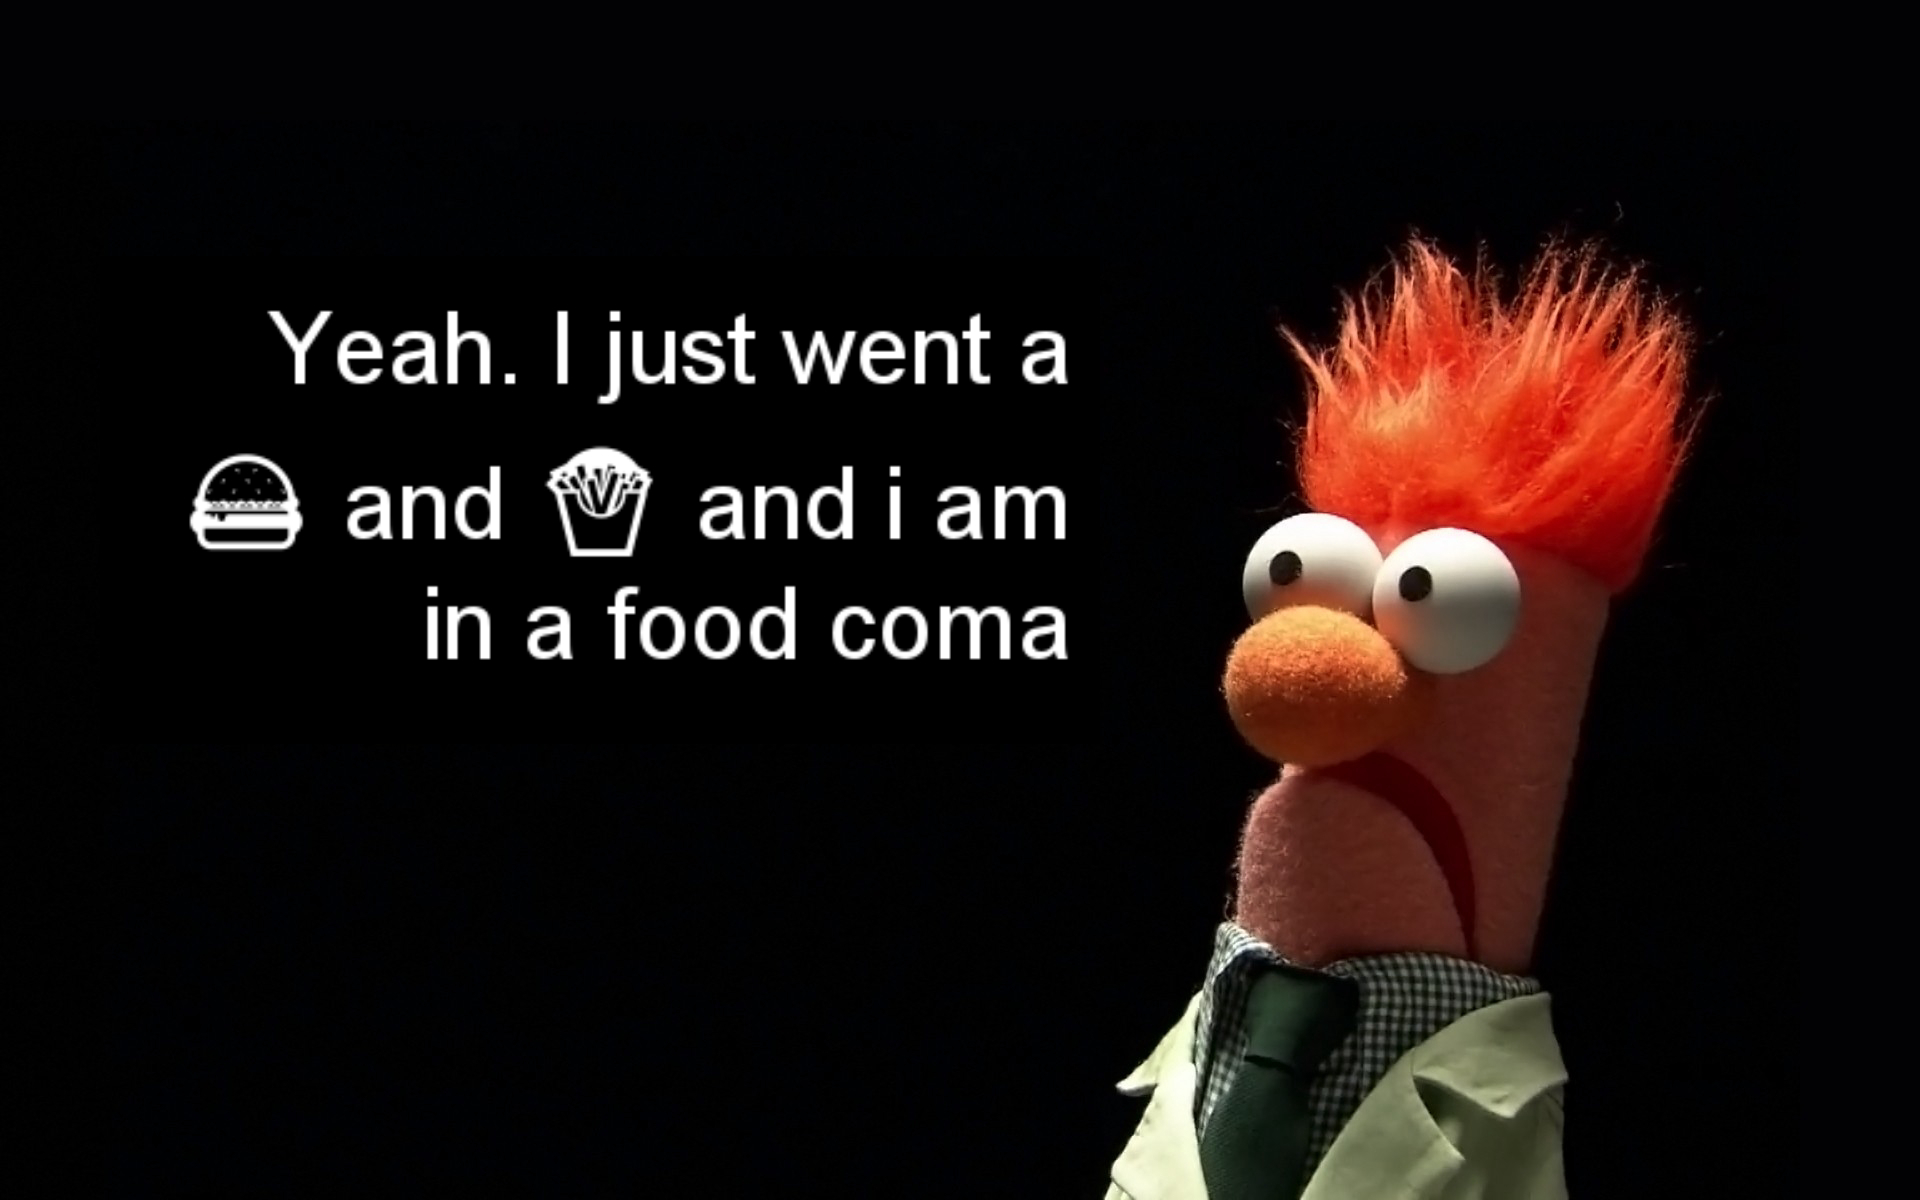 Yeah. I just went a
🍔 and 🍟 and i am
in a food coma